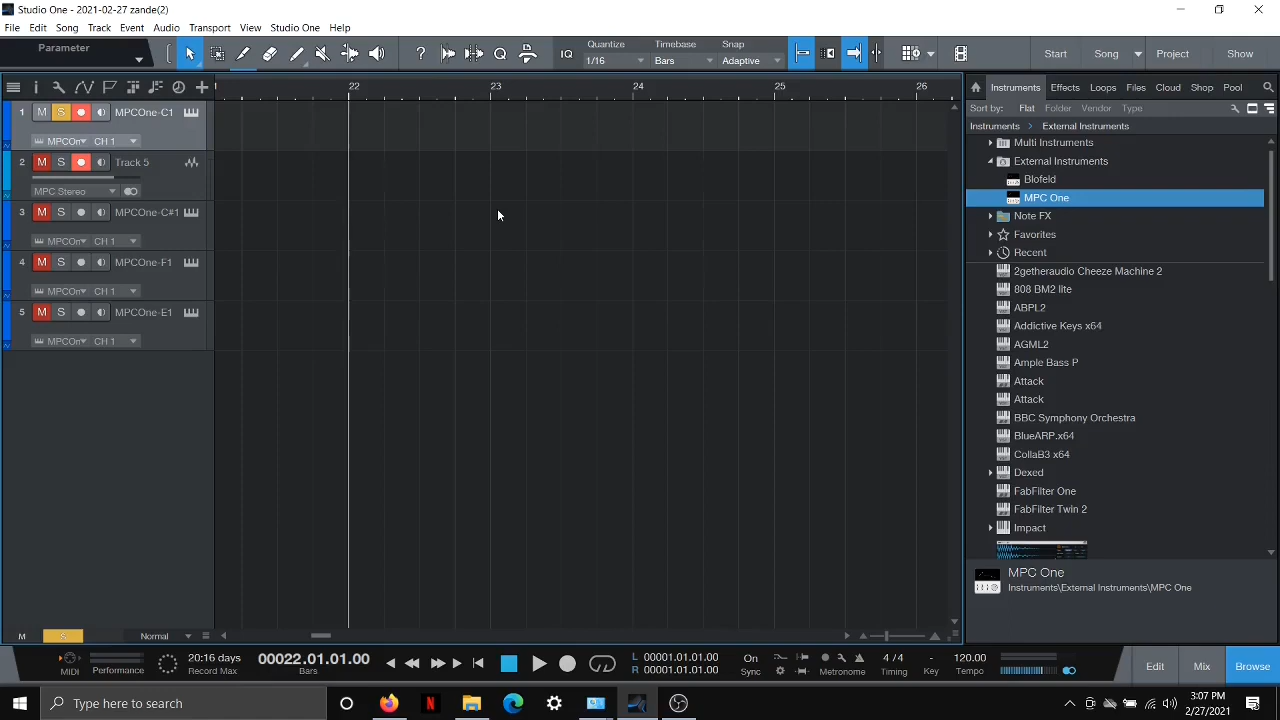 Studio One - 2021-02-27 zande(2)
File Edit Song Track Event Audio Transport View Studio One Help
Parameter
IQ Quantize 1/16 Timebase Bars Snap Adaptive Start Song Project Show
22 23 24 25 26
Instruments Effects Loops Files Cloud Shop Pool
Sort by: Flat Folder Vendor Type
Instruments > External Instruments
1 M S MPCOne-C1
MPCOn CH 1
2 M S Track 5
MPC Stereo
3 M S MPCOne-C#1
MPCOn CH 1
4 M S MPCOne-F1
MPCOn CH 1
5 M S MPCOne-E1
MPCOn CH 1
Multi Instruments
External Instruments
Blofeld
MPC One
Note FX
Favorites
Recent
2getheraudio Cheeze Machine 2
808 BM2 lite
ABPL2
Addictive Keys x64
AGML2
Ample Bass P
Attack
Attack
BBC Symphony Orchestra
BlueARP.x64
CollaB3 x64
Dexed
FabFilter One
FabFilter Twin 2
Impact
MPC One
Instruments\External Instruments\MPC One
M S Normal
MIDI Performance
20:16 days
Record Max
00022.01.01.00
Bars
L 00001.01.01.00
R 00001.01.01.00
On
Sync
Metronome
4 / 4
Timing
-
Key
120.00
Tempo
Edit Mix Browse
Type here to search
3:07 PM
2/27/2021